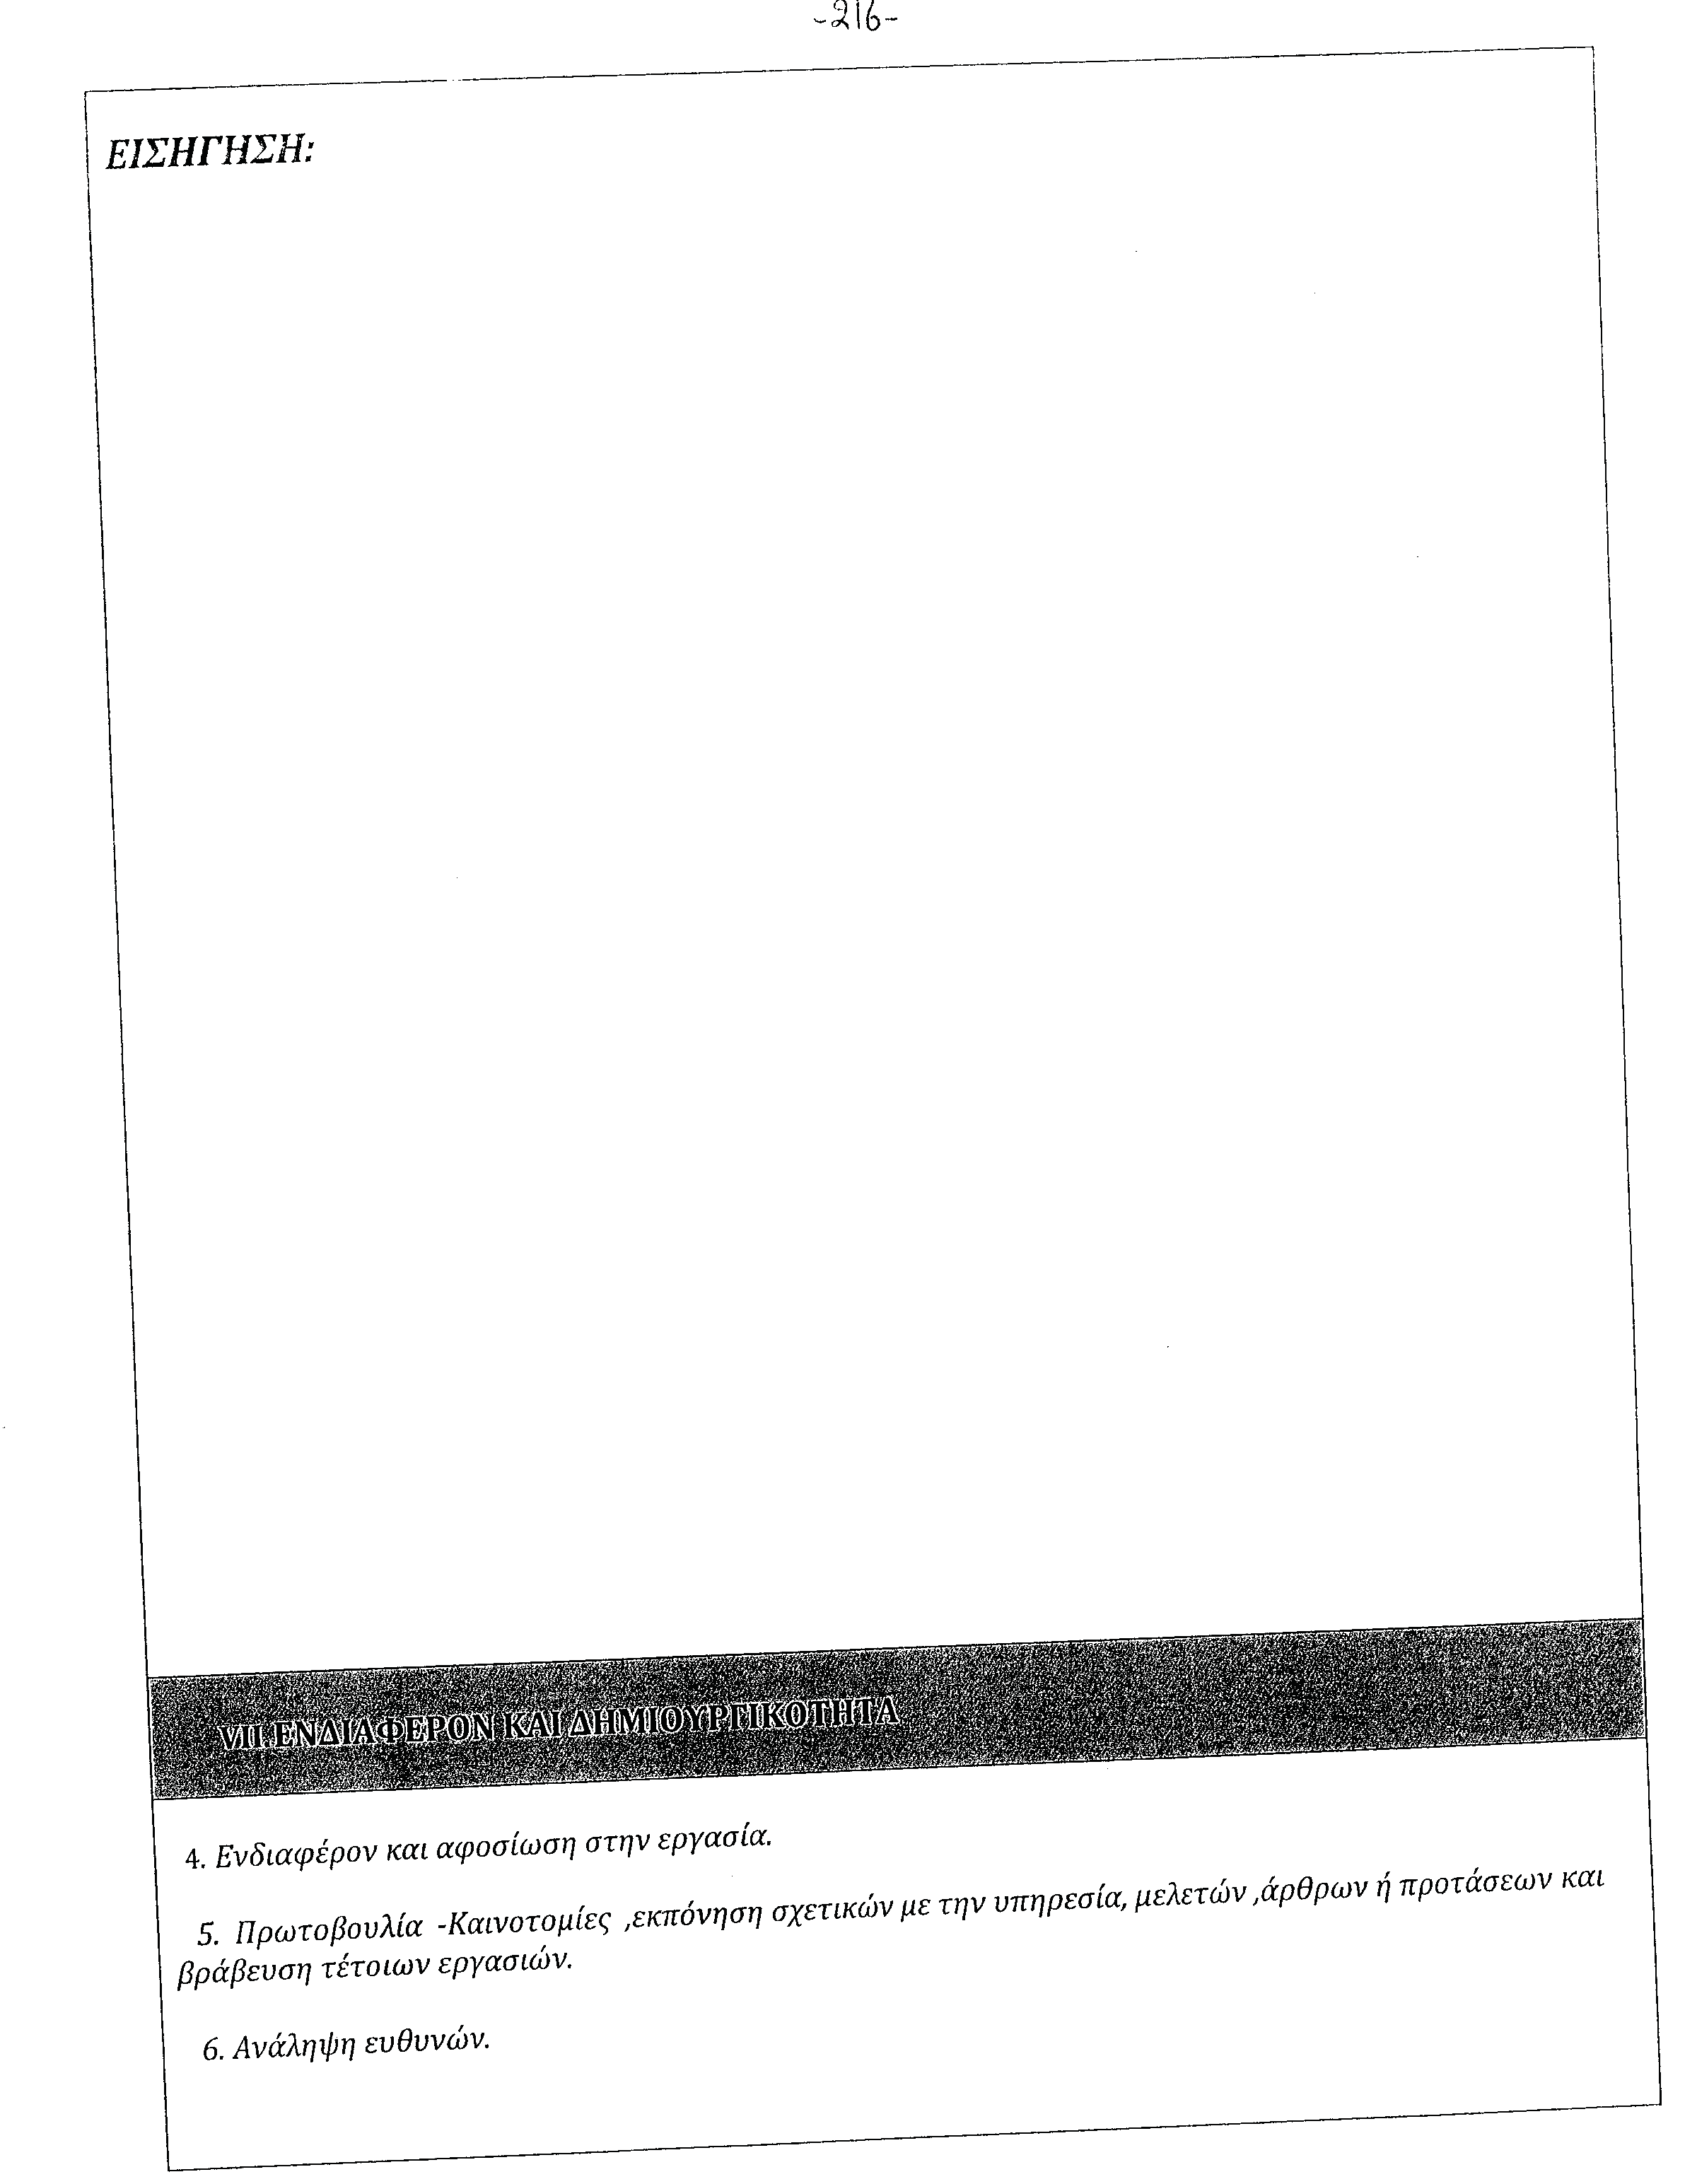 -216-
ΕΙΣΗΓΗΣΗ:
VII.ΕΝΔΙΑΦΕΡΟΝ ΚΑΙ ΔΗΜΙΟΥΡΓΙΚΟΤΗΤΑ
4. Ενδιαφέρον και αφοσίωση στην εργασία.
5. Πρωτοβουλία -Καινοτομίες ,εκπόνηση σχετικών με την υπηρεσία, μελετών ,άρθρων ή προτάσεων και
βράβευση τέτοιων εργασιών.
6. Ανάληψη ευθυνών.